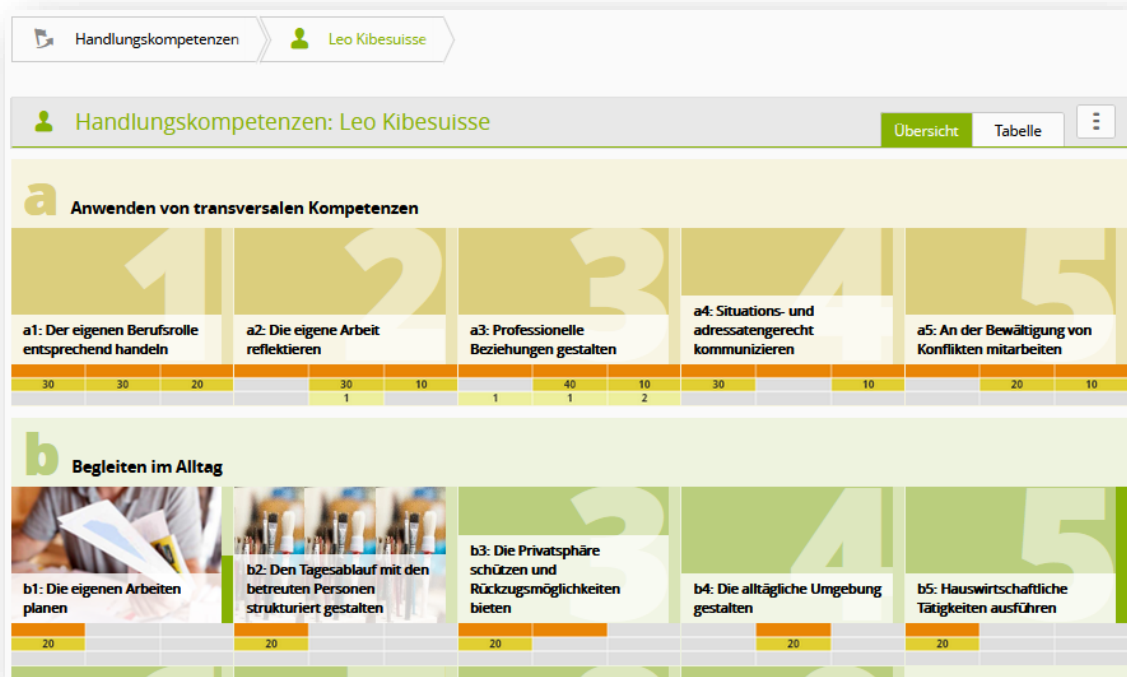 Handlungskompetenzen
Leo Kibesuisse
Handlungskompetenzen: Leo Kibesuisse
Übersicht
Tabelle
a
Anwenden von transversalen Kompetenzen
1
a1: Der eigenen Berufsrolle
entsprechend handeln
30 30 20
2
a2: Die eigene Arbeit
reflektieren
30 10
1
3
a3: Professionelle
Beziehungen gestalten
40 10
1 1 2
4
a4: Situations- und
adressatengerecht
kommunizieren
30 10
5
a5: An der Bewältigung von
Konflikten mitarbeiten
20 10
b
Begleiten im Alltag
b1: Die eigenen Arbeiten
planen
20
b2: Den Tagesablauf mit den
betreuten Personen
strukturiert gestalten
20
3
b3: Die Privatsphäre
schützen und
Rückzugsmöglichkeiten
bieten
20
4
b4: Die alltägliche Umgebung
gestalten
20
5
b5: Hauswirtschaftliche
Tätigkeiten ausführen
20